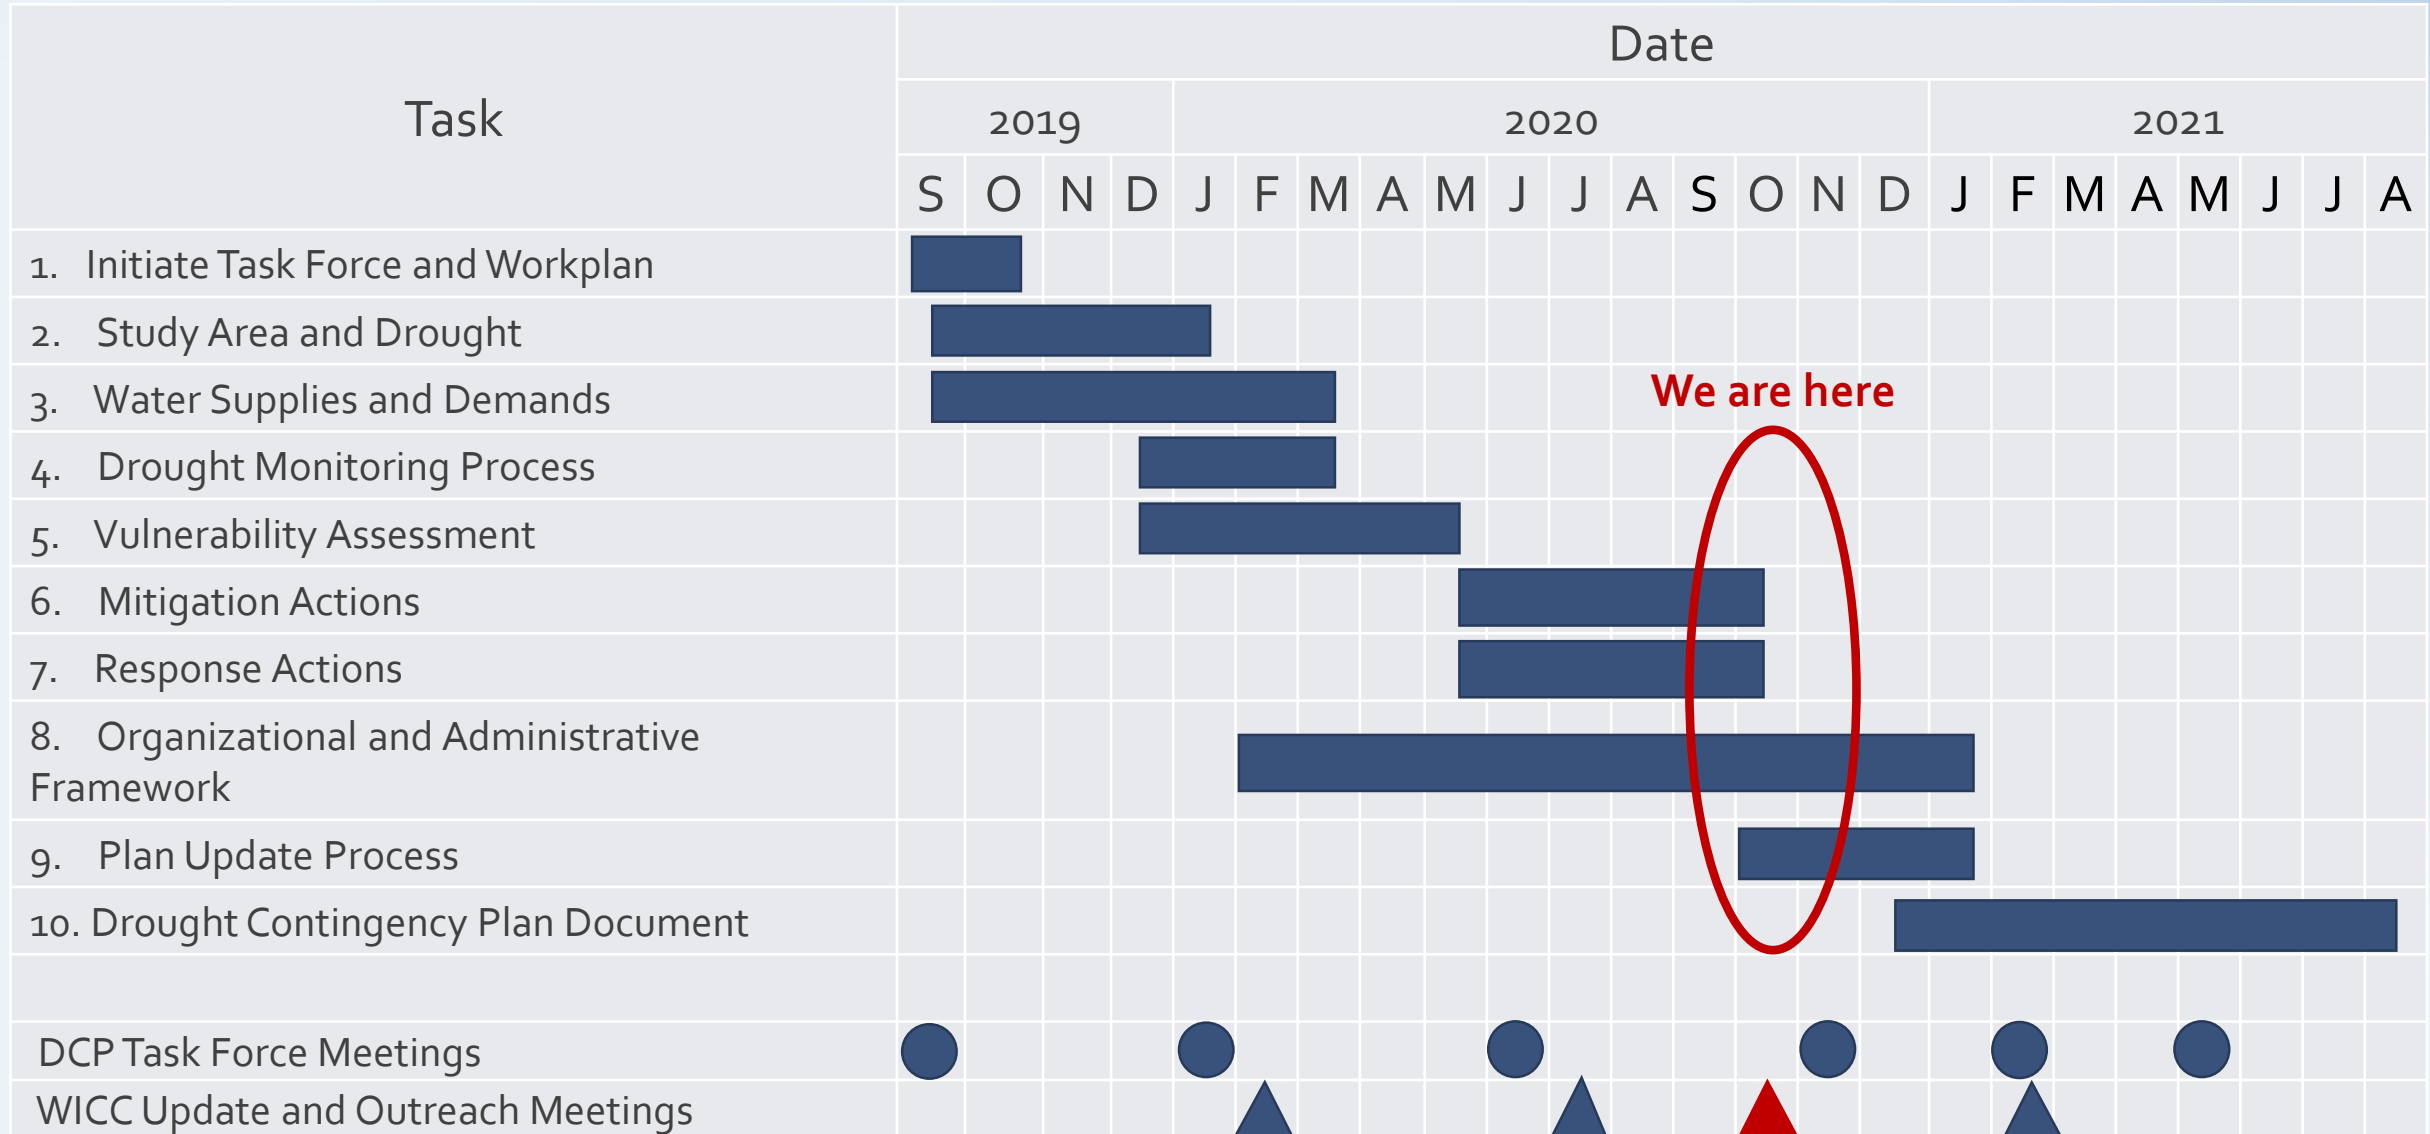 Date
Task
2019 2020 2021
S O N D J F M A M J J A S O N D J F M A M J J A
1. Initiate Task Force and Workplan
2. Study Area and Drought
3. Water Supplies and Demands
We are here
4. Drought Monitoring Process
5. Vulnerability Assessment
6. Mitigation Actions
7. Response Actions
8. Organizational and Administrative
Framework
9. Plan Update Process
10. Drought Contingency Plan Document
DCP Task Force Meetings
WICC Update and Outreach Meetings